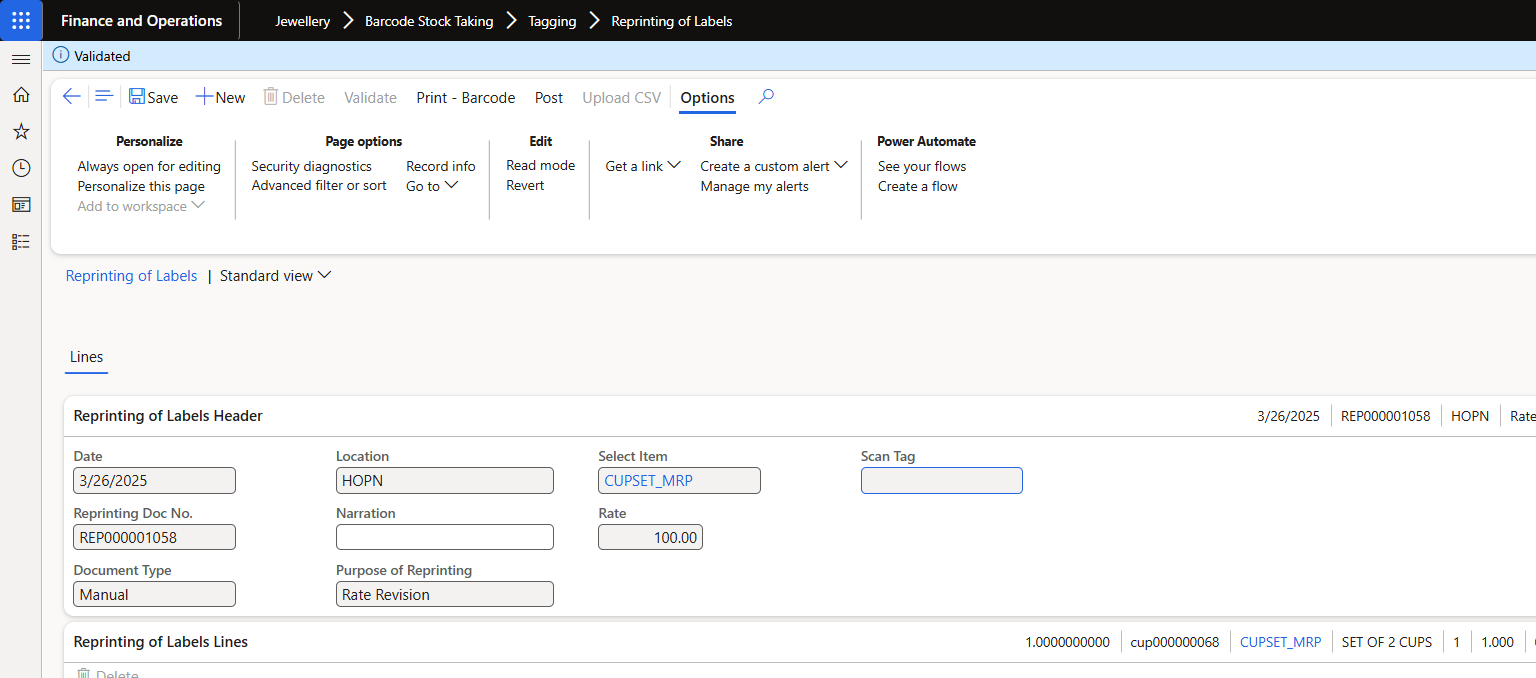 Finance and Operations Jewellery Barcode Stock Taking Tagging Reprinting of Labels
Validated
Save New Delete Validate Print - Barcode Post Upload CSV Options
Personalize Page options Edit Share Power Automate
Always open for editing Security diagnostics Record info Read mode Get a link Create a custom alert See your flows
Personalize this page Advanced filter or sort Go to Revert Manage my alerts Create a flow
Add to workspace
Reprinting of Labels | Standard view
Lines
Reprinting of Labels Header 3/26/2025 REP000001058 HOPN Rate
Date Location Select Item Scan Tag
3/26/2025 HOPN CUPSET_MRP
Reprinting Doc No. Narration Rate
REP000001058 100.00
Document Type Purpose of Reprinting
Manual Rate Revision
Reprinting of Labels Lines 1.0000000000 cup000000068 CUPSET_MRP SET OF 2 CUPS 1 1.000
Delete